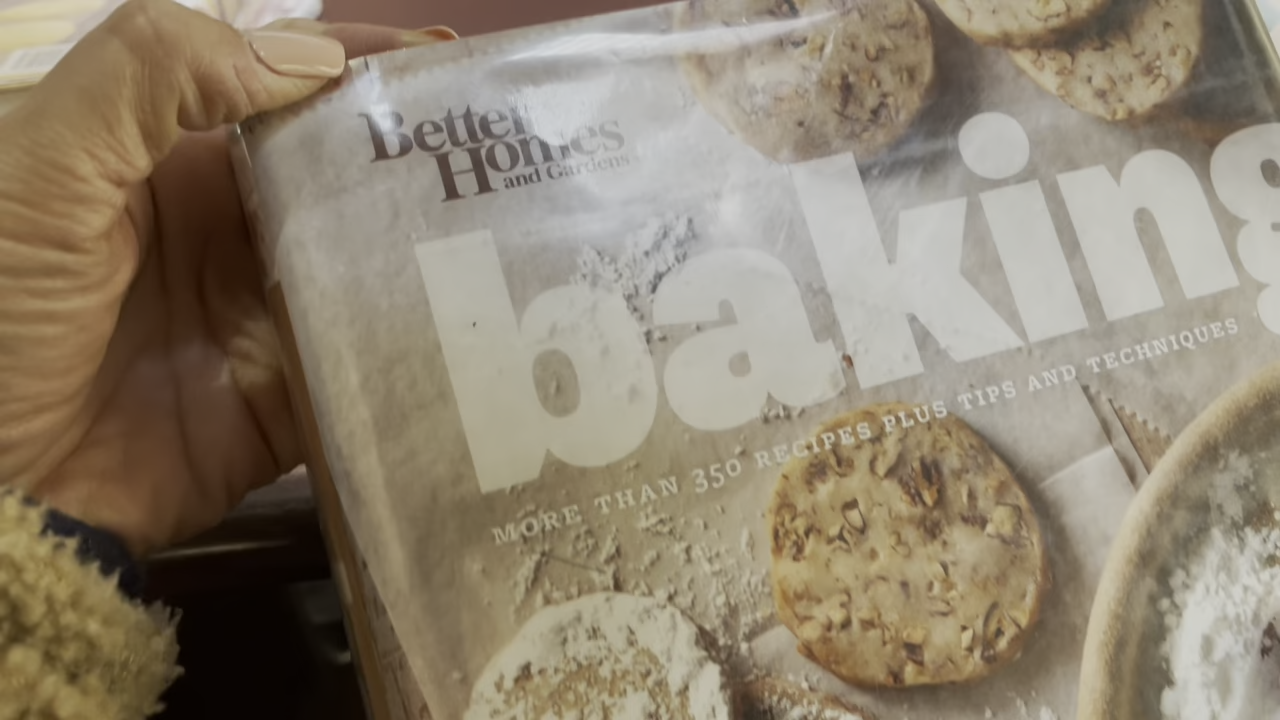 Better
Homes
and Gardens
baking
MORE THAN 350 RECIPES PLUS TIPS AND TECHNIQUES